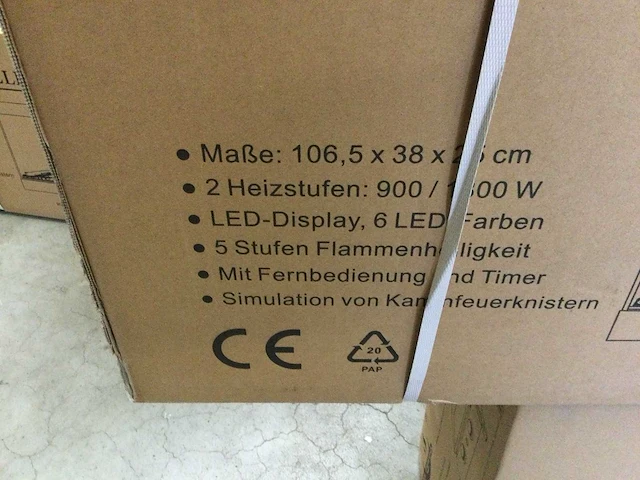 • Maße: 106,5 x 38 x cm
• 2 Heizstufen: 900 / W
• LED-Display, 6 LED Farben
• 5 Stufen Flammenhelligkeit
• Mit Fernbedienung und Timer
• Simulation von Kaminfeuerknistern
CE
20
PAP